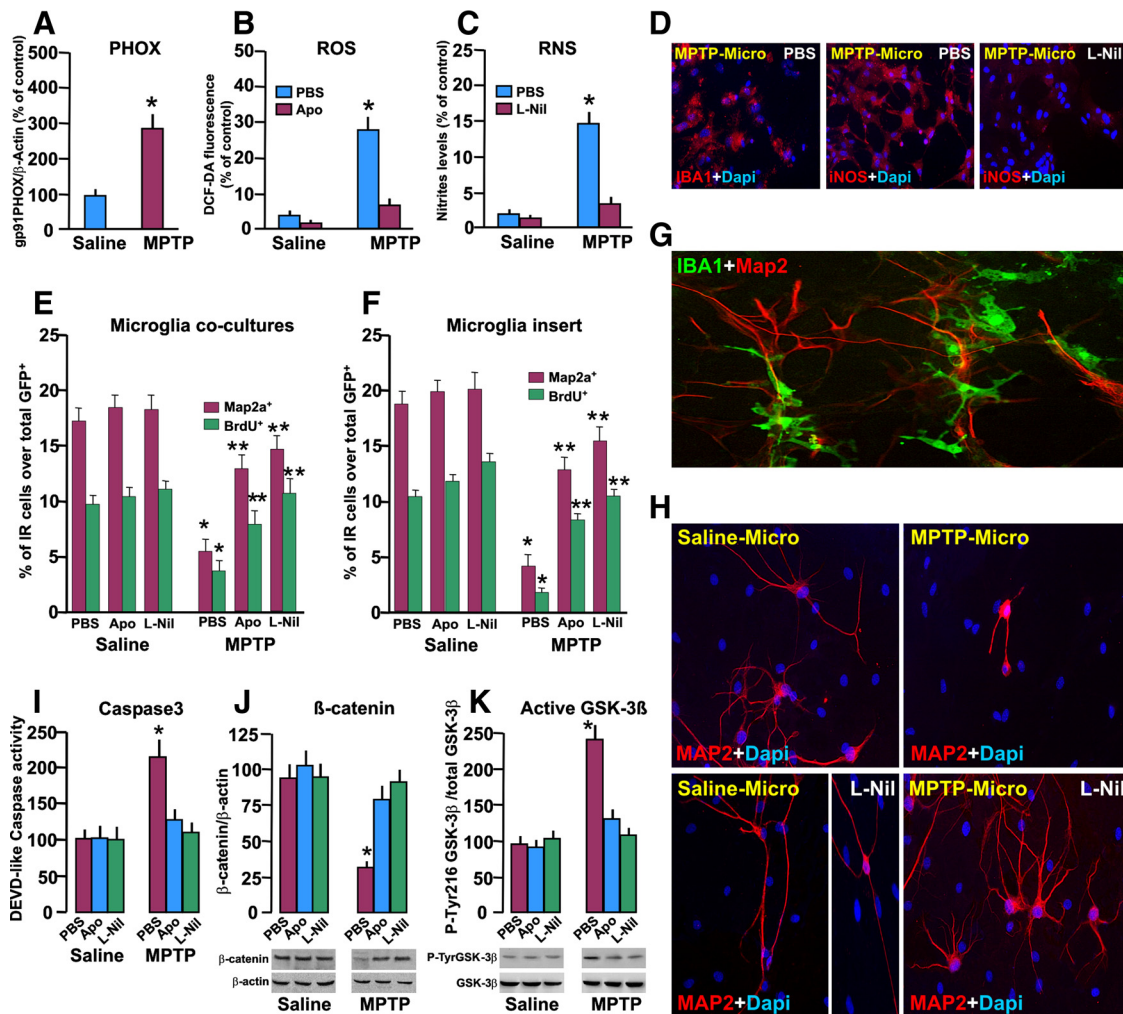 A
PHOX
gp91PHOX/β-Actin (% of control)
500
400
300
200
100
0
*
Saline MPTP
B
ROS
DCF-DA fluorescence
(% of control)
50
40
30
20
10
0
PBS
Apo
*
Saline MPTP
C
RNS
Nitrites levels (% of control)
25
20
15
10
5
0
PBS
L-Nil
*
Saline MPTP
D
MPTP-Micro PBS
IBA1+Dapi
MPTP-Micro PBS
iNOS+Dapi
MPTP-Micro L-Nil
iNOS+Dapi
E
Microglia co-cultures
% of IR cells over total GFP⁺
25
20
15
10
5
0
Map2a⁺
BrdU⁺
* * ** ** ** **
PBS Apo L-Nil PBS Apo L-Nil
Saline MPTP
F
Microglia insert
% of IR cells over total GFP⁺
25
20
15
10
5
0
Map2a⁺
BrdU⁺
* * ** ** ** **
PBS Apo L-Nil PBS Apo L-Nil
Saline MPTP
G
IBA1+Map2
H
Saline-Micro
MAP2+Dapi
MPTP-Micro
MAP2+Dapi
Saline-Micro L-Nil
MAP2+Dapi
MPTP-Micro L-Nil
MAP2+Dapi
I
Caspase3
DEVD-like Caspase activity
250
200
150
100
50
0
*
PBS Apo L-Nil PBS Apo L-Nil
Saline MPTP
J
ß-catenin
β-catenin/β-actin
125
100
75
50
25
0
*
PBS Apo L-Nil PBS Apo L-Nil
β-catenin
β-actin
Saline MPTP
K
Active GSK-3ß
P-Tyr216 GSK-3β /total GSK-3β
250
200
150
100
50
0
*
PBS Apo L-Nil PBS Apo L-Nil
P-TyrGSK-3β
GSK-3β
Saline MPTP